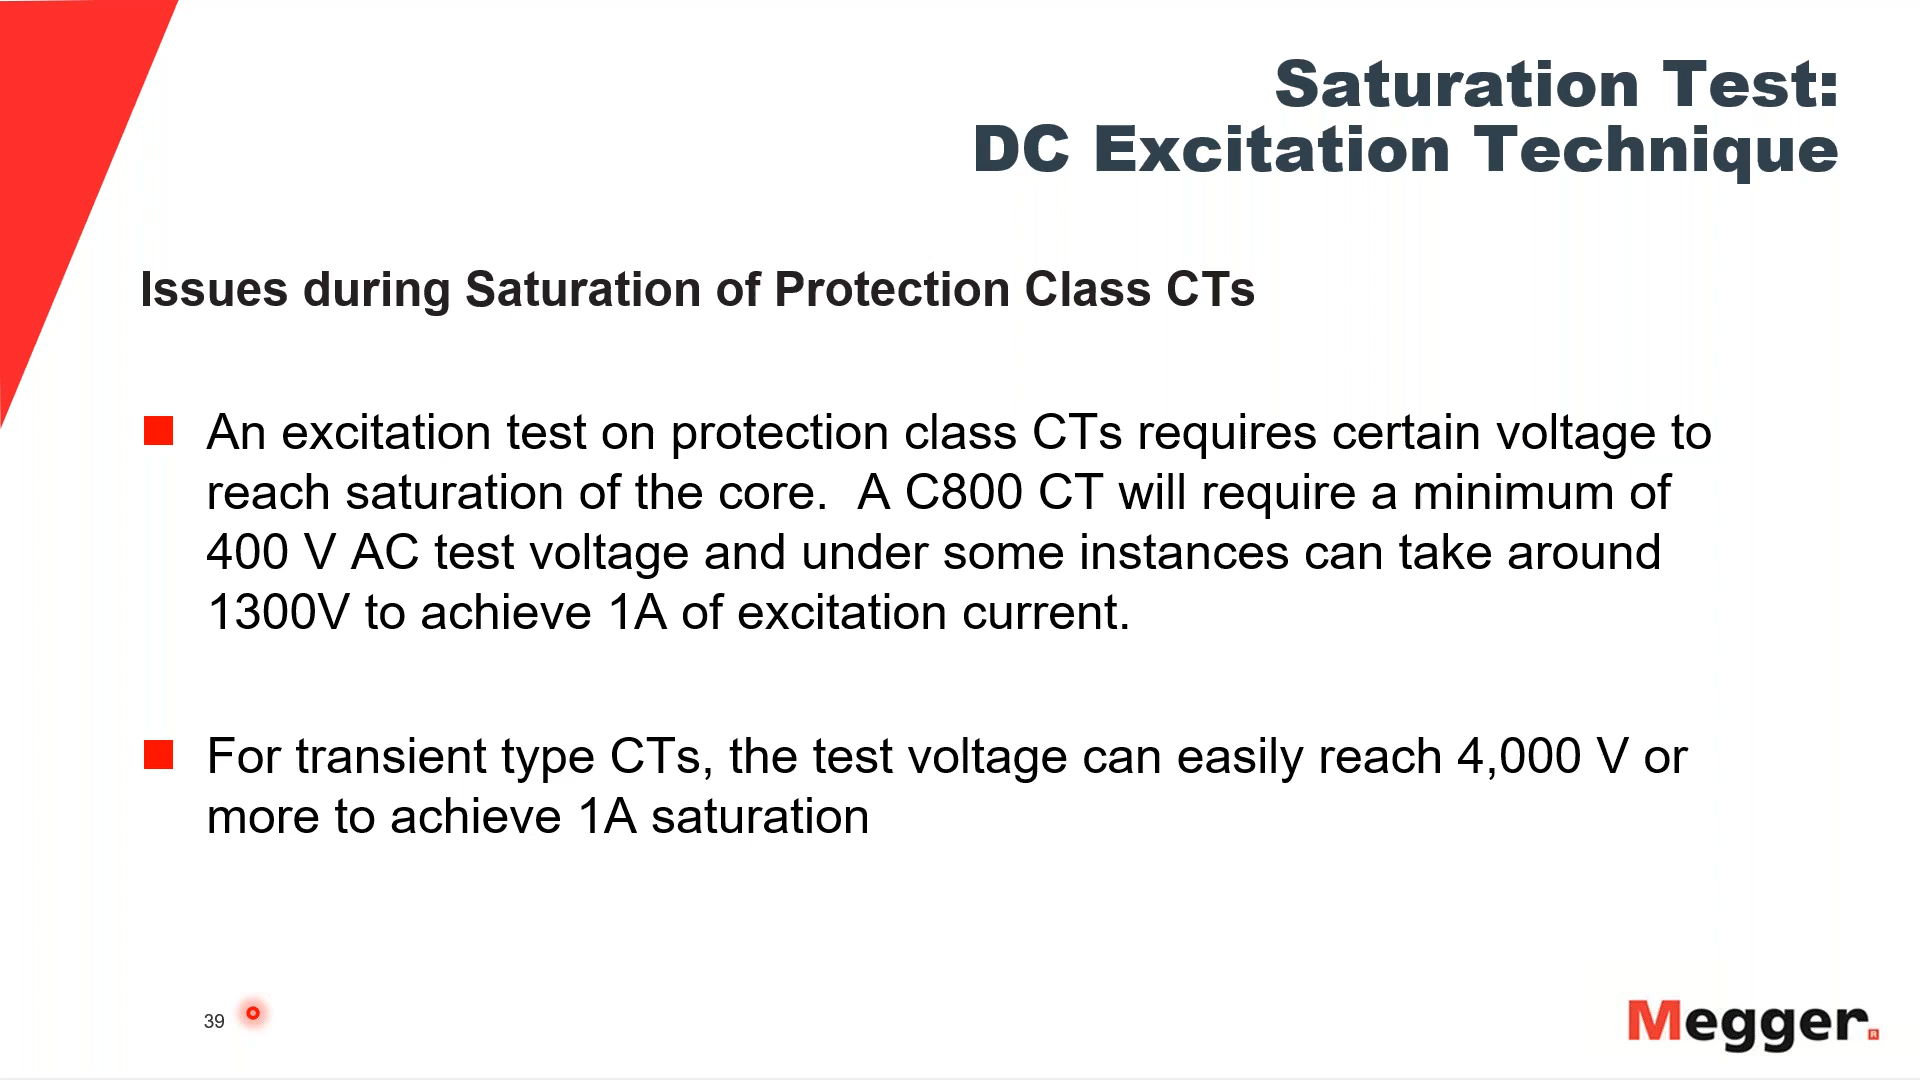 Saturation Test:
DC Excitation Technique
Issues during Saturation of Protection Class CTs
An excitation test on protection class CTs requires certain voltage to
reach saturation of the core.  A C800 CT will require a minimum of
400 V AC test voltage and under some instances can take around
1300V to achieve 1A of excitation current.
For transient type CTs, the test voltage can easily reach 4,000 V or
more to achieve 1A saturation
39
Megger.